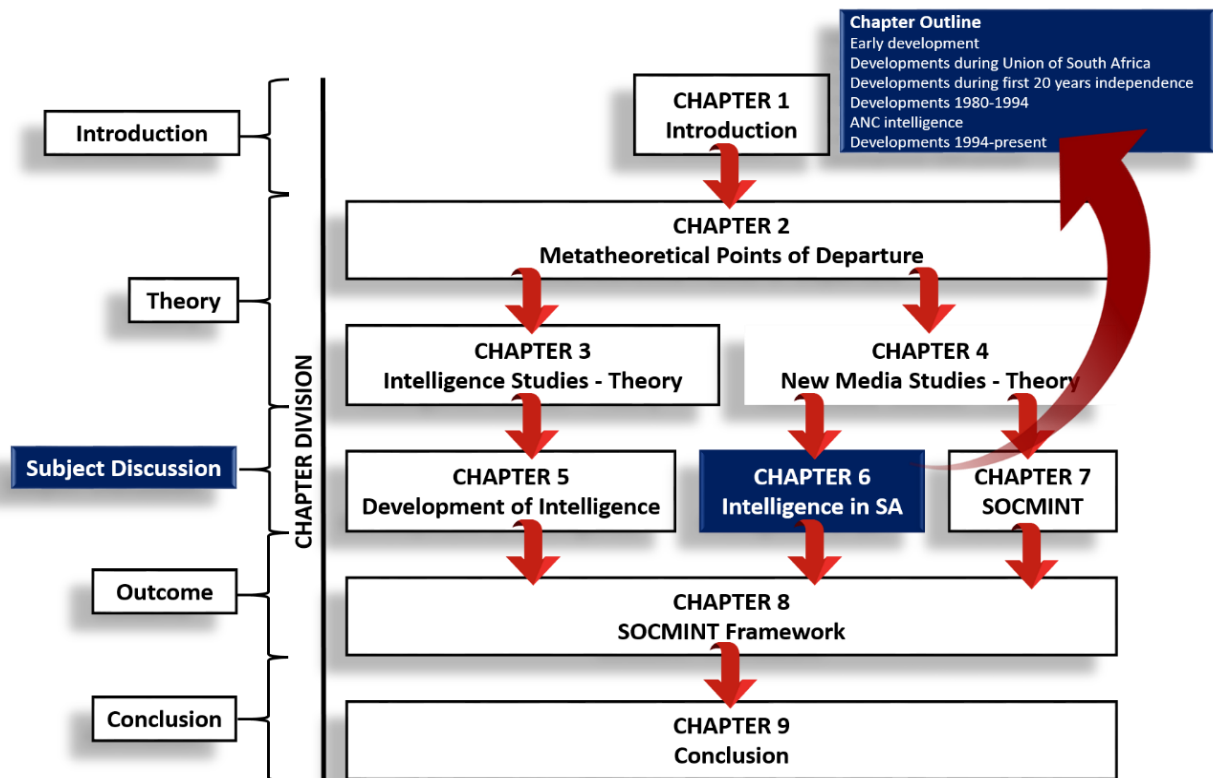 Chapter Outline
Early development
Developments during Union of South Africa
Developments during first 20 years independence
Developments 1980-1994
ANC intelligence
Developments 1994-present
CHAPTER 1
Introduction
Introduction
CHAPTER 2
Metatheoretical Points of Departure
Theory
CHAPTER 3
Intelligence Studies - Theory
CHAPTER 4
New Media Studies - Theory
CHAPTER DIVISION
Subject Discussion
CHAPTER 5
Development of Intelligence
CHAPTER 6
Intelligence in SA
CHAPTER 7
SOCMINT
Outcome
CHAPTER 8
SOCMINT Framework
Conclusion
CHAPTER 9
Conclusion